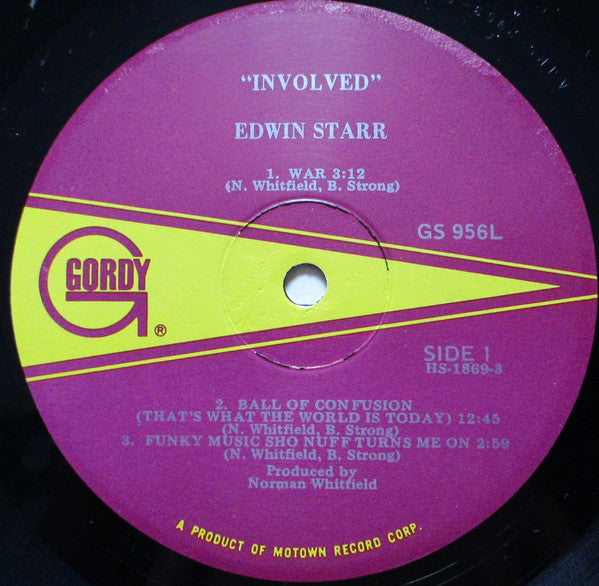 "INVOLVED"
EDWIN STARR
1. WAR 3:12
(N. Whitfield, B. Strong)
GS 956L
GORDY
®
SIDE 1
HS-1869-3
2. BALL OF CONFUSION
(THAT'S WHAT THE WORLD IS TODAY) 12:45
(N. Whitfield, B. Strong)
3. FUNKY MUSIC SHO NUFF TURNS ME ON 2:59
(N. Whitfield, B. Strong)
Produced by
Norman Whitfield
A PRODUCT OF MOTOWN RECORD CORP.